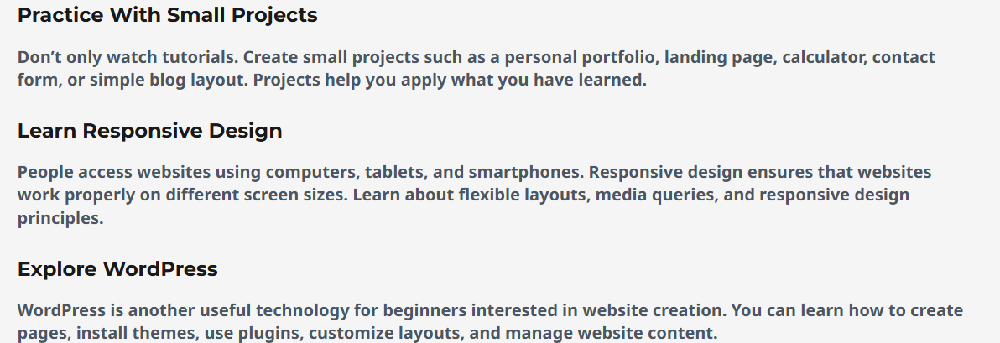 Practice With Small Projects
Don’t only watch tutorials. Create small projects such as a personal portfolio, landing page, calculator, contact
form, or simple blog layout. Projects help you apply what you have learned.
Learn Responsive Design
People access websites using computers, tablets, and smartphones. Responsive design ensures that websites
work properly on different screen sizes. Learn about flexible layouts, media queries, and responsive design
principles.
Explore WordPress
WordPress is another useful technology for beginners interested in website creation. You can learn how to create
pages, install themes, use plugins, customize layouts, and manage website content.